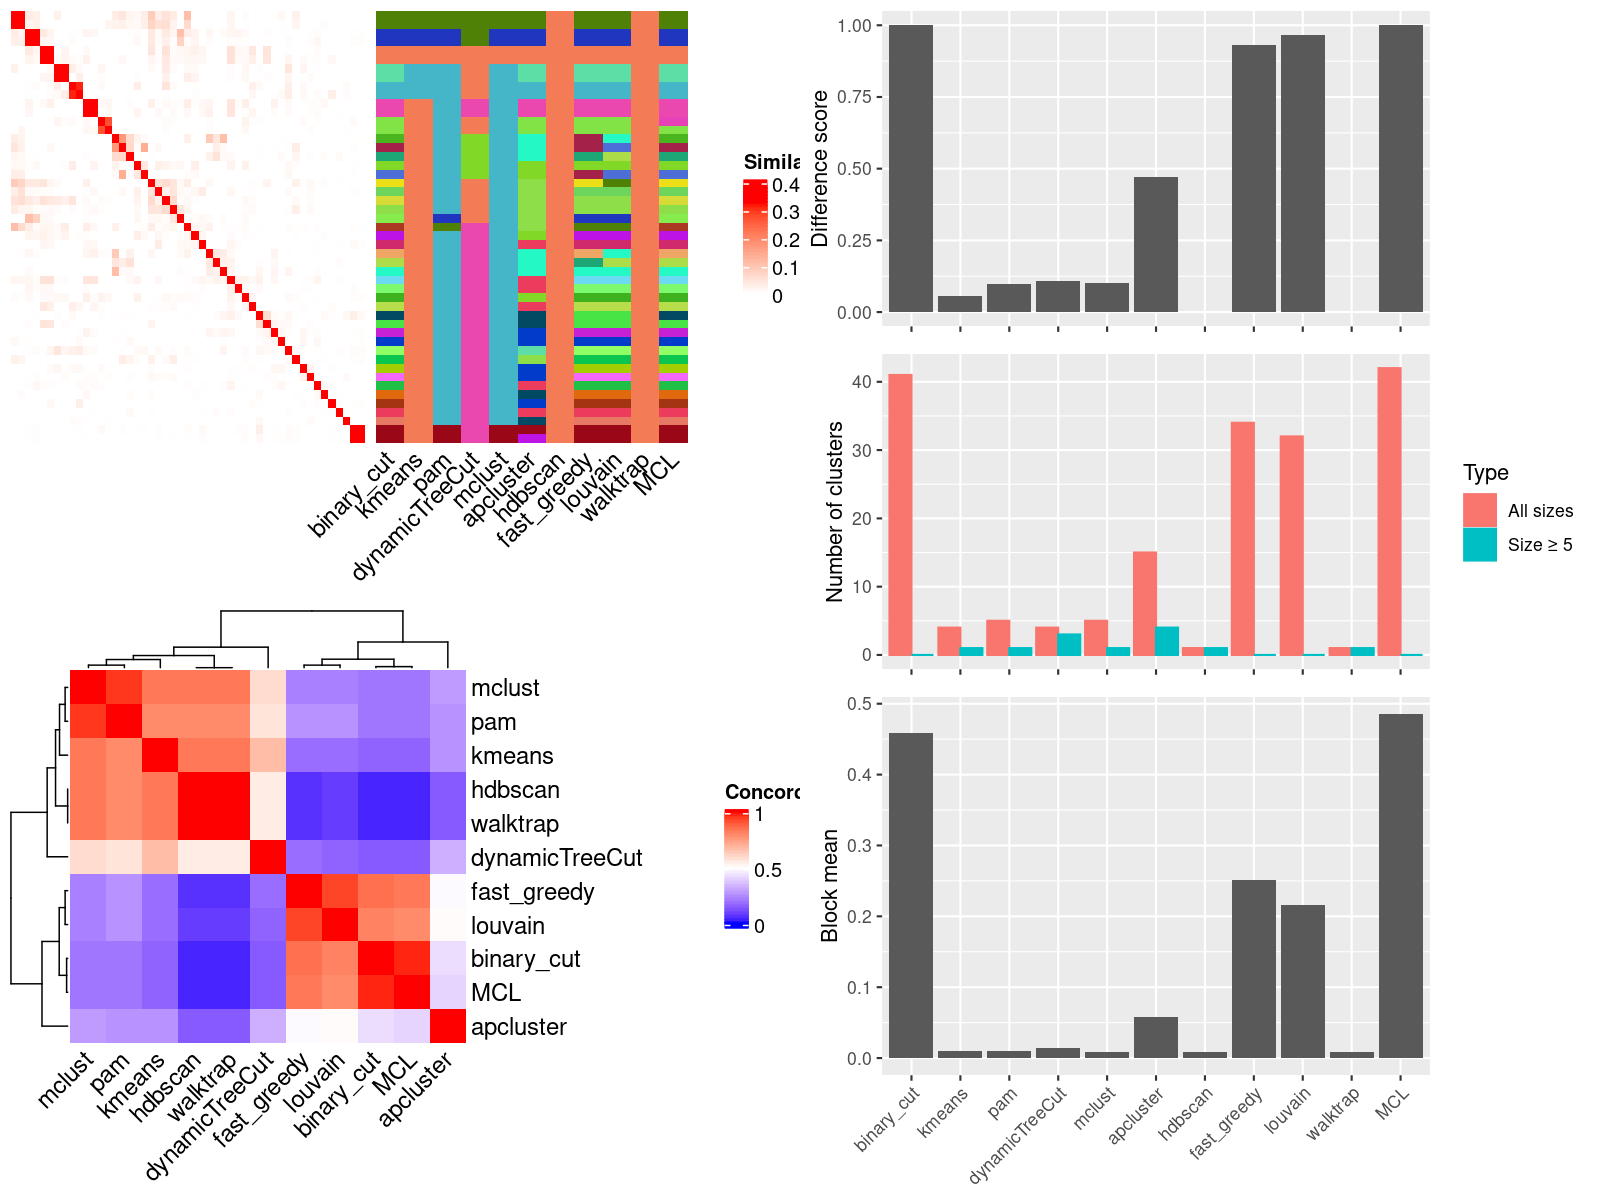 Simila
0.4
0.3
0.2
0.1
0
binary_cut
kmeans
pam
dynamicTreeCut
mclust
apcluster
hdbscan
fast_greedy
louvain
walktrap
MCL
Difference score
1.00
0.75
0.50
0.25
0.00
Number of clusters
40
30
20
10
0
Type
All sizes
Size ≥ 5
mclust
pam
kmeans
hdbscan
walktrap
dynamicTreeCut
fast_greedy
louvain
binary_cut
MCL
apcluster
mclust
pam
kmeans
hdbscan
walktrap
dynamicTreeCut
fast_greedy
louvain
binary_cut
MCL
apcluster
Concord
1
0.5
0
Block mean
0.5
0.4
0.3
0.2
0.1
0.0
binary_cut
kmeans
pam
dynamicTreeCut
mclust
apcluster
hdbscan
fast_greedy
louvain
walktrap
MCL